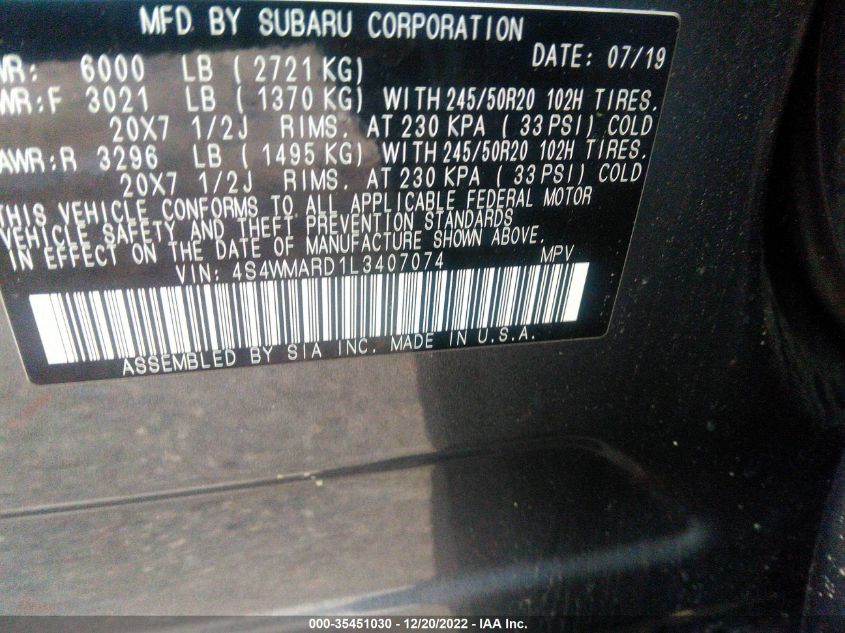 MFD BY SUBARU CORPORATION
DATE: 07/19
WR: 6000 LB ( 2721 KG)
WR:F 3021 LB ( 1370 KG) WITH 245/50R20 102H TIRES.
20X7 1/2J RIMS. AT 230 KPA ( 33 PSI) COLD
AWR:R 3296 LB ( 1495 KG) WITH 245/50R20 102H TIRES.
20X7 1/2J RIMS. AT 230 KPA ( 33 PSI) COLD
THIS VEHICLE CONFORMS TO ALL APPLICABLE FEDERAL MOTOR
VEHICLE SAFETY AND THEFT PREVENTION STANDARDS
IN EFFECT ON THE DATE OF MANUFACTURE SHOWN ABOVE.
VIN: 4S4WMARD1L3407074 MPV
ASSEMBLED BY SIA INC. MADE IN U.S.A.
000-35451030 - 12/20/2022 - IAA Inc.